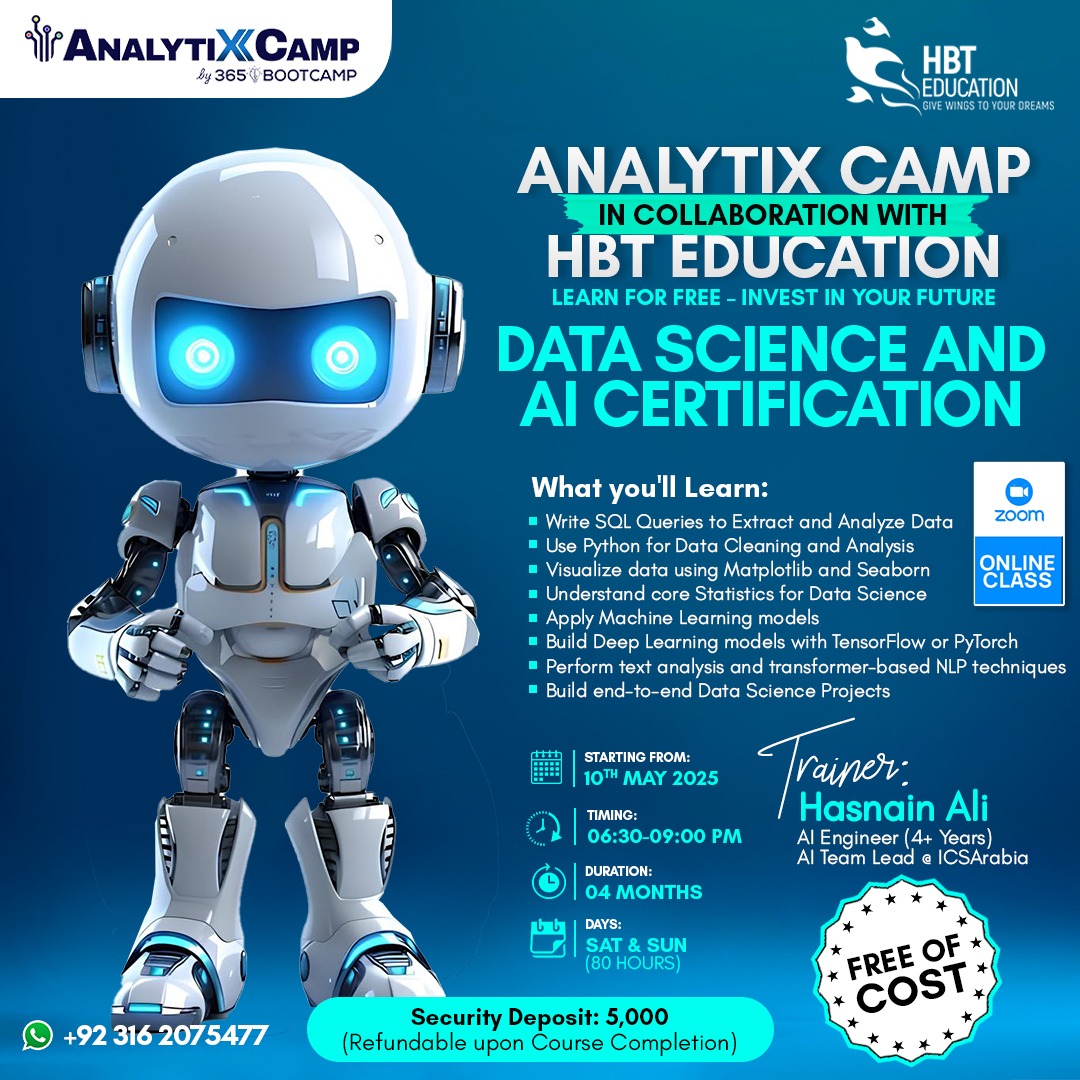 ANALYTIXCAMP
by 365 BOOTCAMP
HBT
EDUCATION
GIVE WINGS TO YOUR DREAMS
ANALYTIX CAMP
IN COLLABORATION WITH
HBT EDUCATION
LEARN FOR FREE – INVEST IN YOUR FUTURE
DATA SCIENCE AND
AI CERTIFICATION
What you'll Learn:
Write SQL Queries to Extract and Analyze Data
Use Python for Data Cleaning and Analysis
Visualize data using Matplotlib and Seaborn
Understand core Statistics for Data Science
Apply Machine Learning models
Build Deep Learning models with TensorFlow or PyTorch
Perform text analysis and transformer-based NLP techniques
Build end-to-end Data Science Projects
zoom
ONLINE
CLASS
STARTING FROM:
10TH MAY 2025
TIMING:
06:30-09:00 PM
DURATION:
04 MONTHS
DAYS:
SAT & SUN
(80 HOURS)
Trainer:
Hasnain Ali
AI Engineer (4+ Years)
AI Team Lead @ ICSArabia
FREE OF
COST
+92 316 2075477
Security Deposit: 5,000
(Refundable upon Course Completion)